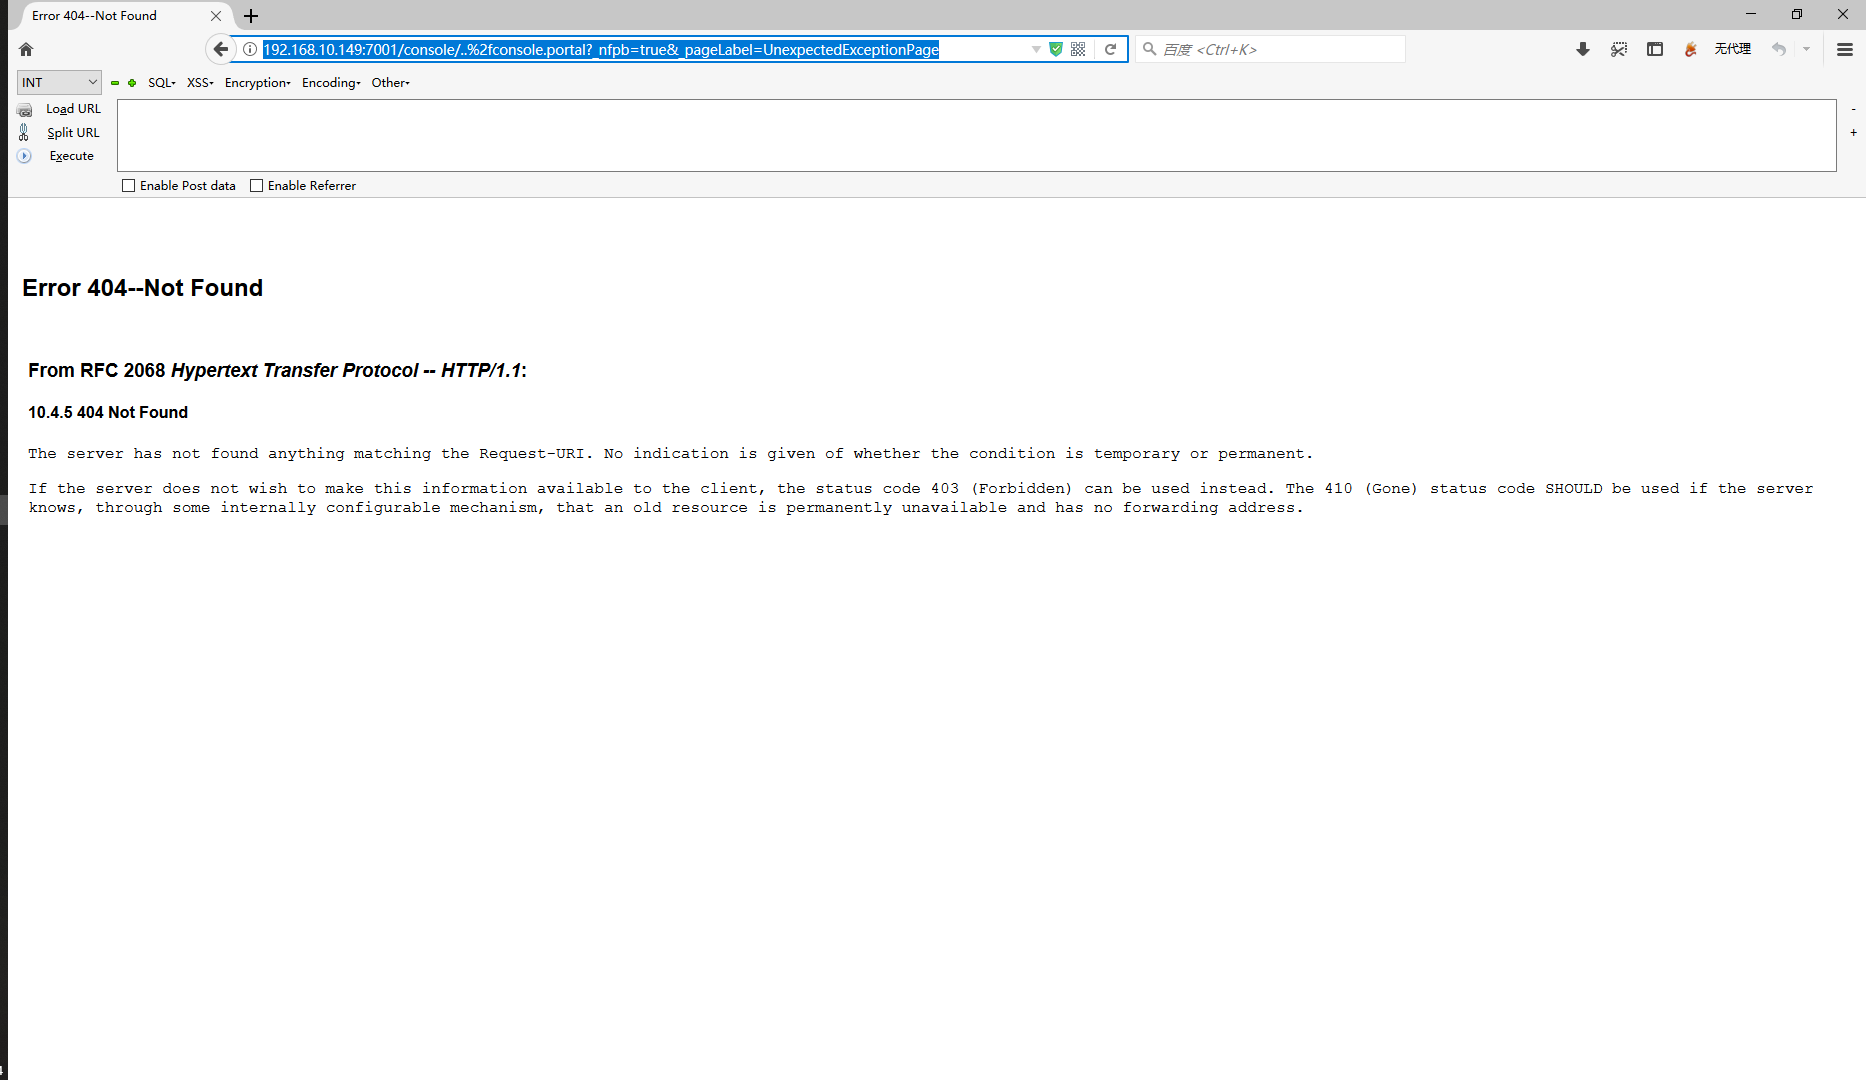 Error 404--Not Found
192.168.10.149:7001/console/..%2fconsole.portal?_nfpb=true&_pageLabel=UnexpectedExceptionPage
百度 <Ctrl+K>
无代理
INT
SQL
XSS
Encryption
Encoding
Other
Load URL
Split URL
Execute
-
+
Enable Post data
Enable Referrer
Error 404--Not Found
From RFC 2068 Hypertext Transfer Protocol -- HTTP/1.1:
10.4.5 404 Not Found
The server has not found anything matching the Request-URI. No indication is given of whether the condition is temporary or permanent.
If the server does not wish to make this information available to the client, the status code 403 (Forbidden) can be used instead. The 410 (Gone) status code SHOULD be used if the server
knows, through some internally configurable mechanism, that an old resource is permanently unavailable and has no forwarding address.